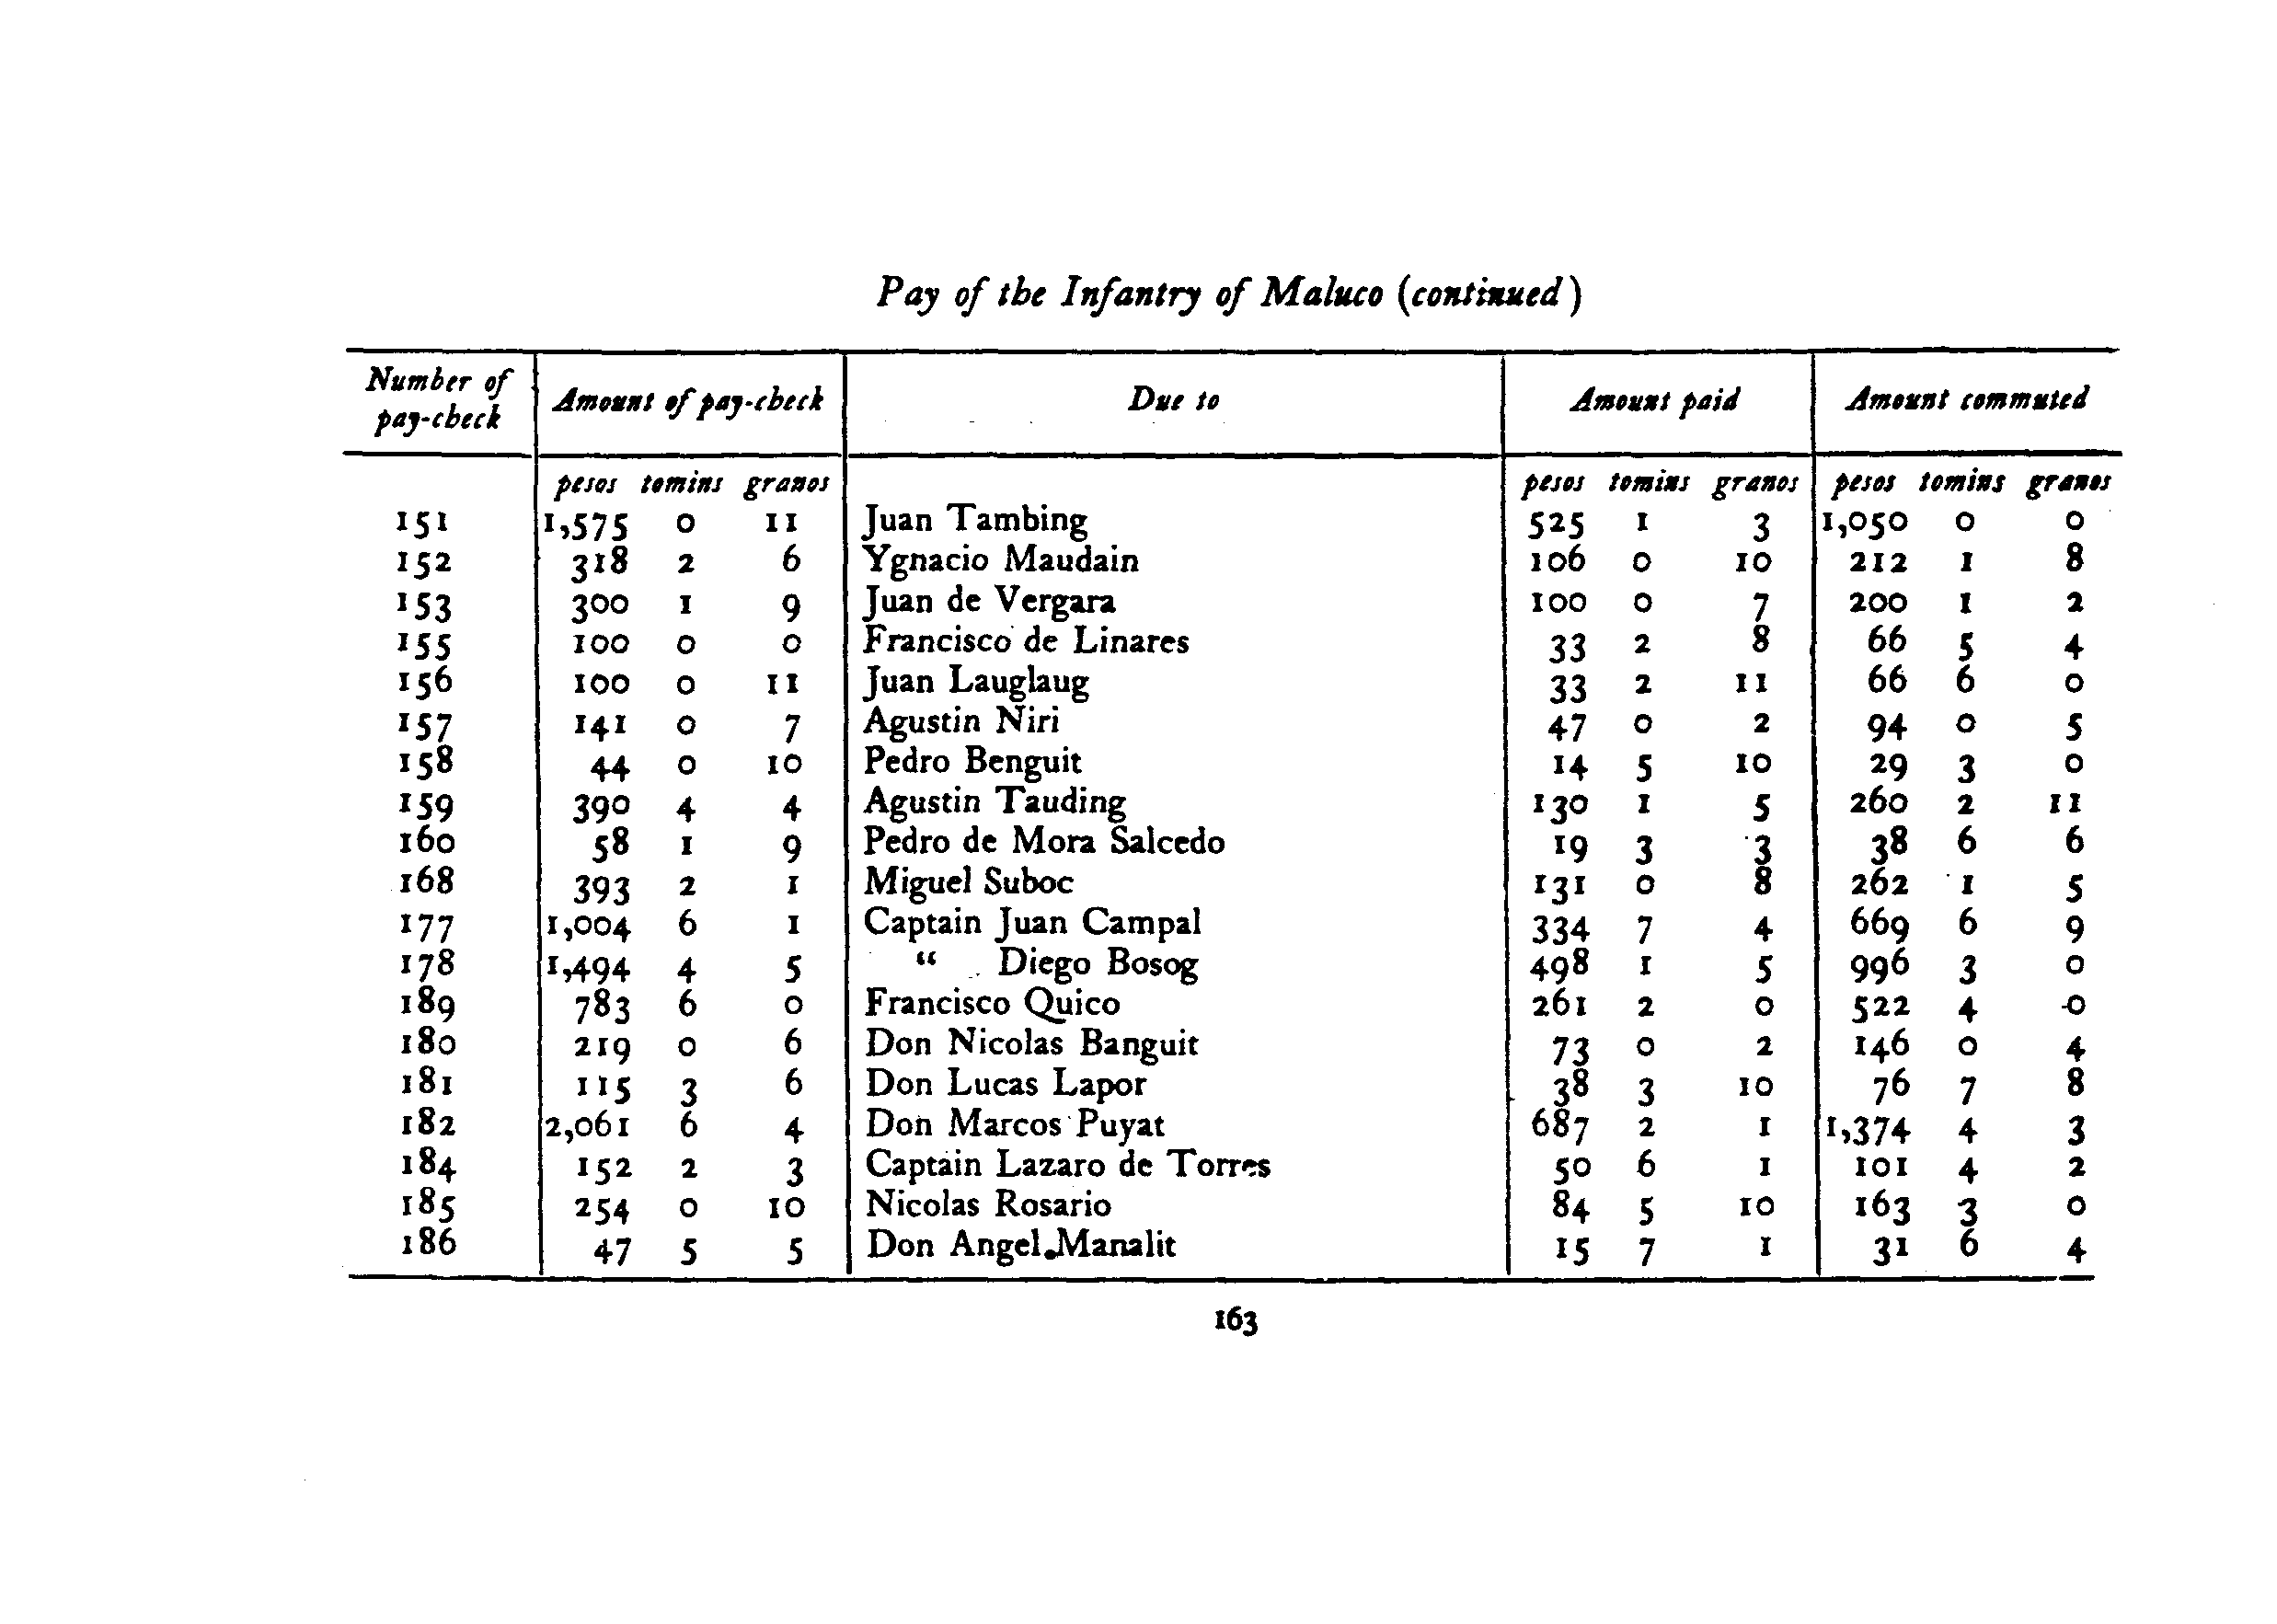 Pay of the Infantry of Maluco (continued)
Number of pay-check Amount of pay-check Due to Amount paid Amount commuted
pesos tomins granos pesos tomins granos pesos tomins granos
151 1,575 0 11 Juan Tambing 525 1 3 1,050 0 0
152 318 2 6 Ygnacio Maudain 106 0 10 212 1 8
153 300 1 9 Juan de Vergara 100 0 7 200 1 2
155 100 0 0 Francisco de Linares 33 2 8 66 5 4
156 100 0 11 Juan Lauglaug 33 2 11 66 6 0
157 141 0 7 Agustin Niri 47 0 2 94 0 5
158 44 0 10 Pedro Benguit 14 5 10 29 3 0
159 390 4 4 Agustin Tauding 130 1 5 260 2 11
160 58 1 9 Pedro de Mora Salcedo 19 3 3 38 6 6
168 393 2 1 Miguel Suboc 131 0 8 262 1 5
177 1,004 6 1 Captain Juan Campal 334 7 4 669 6 9
178 1,494 4 5 “ Diego Bosog 498 1 5 996 3 0
189 783 6 0 Francisco Quico 261 2 0 522 4 0
180 219 0 6 Don Nicolas Banguit 73 0 2 146 0 4
181 115 3 6 Don Lucas Lapor 38 3 10 76 7 8
182 2,061 6 4 Don Marcos Puyat 687 2 1 1,374 4 3
184 152 2 3 Captain Lazaro de Torres 50 6 1 101 4 2
185 254 0 10 Nicolas Rosario 84 5 10 163 3 0
186 47 5 5 Don Angel Manalit 15 7 1 31 6 4
163